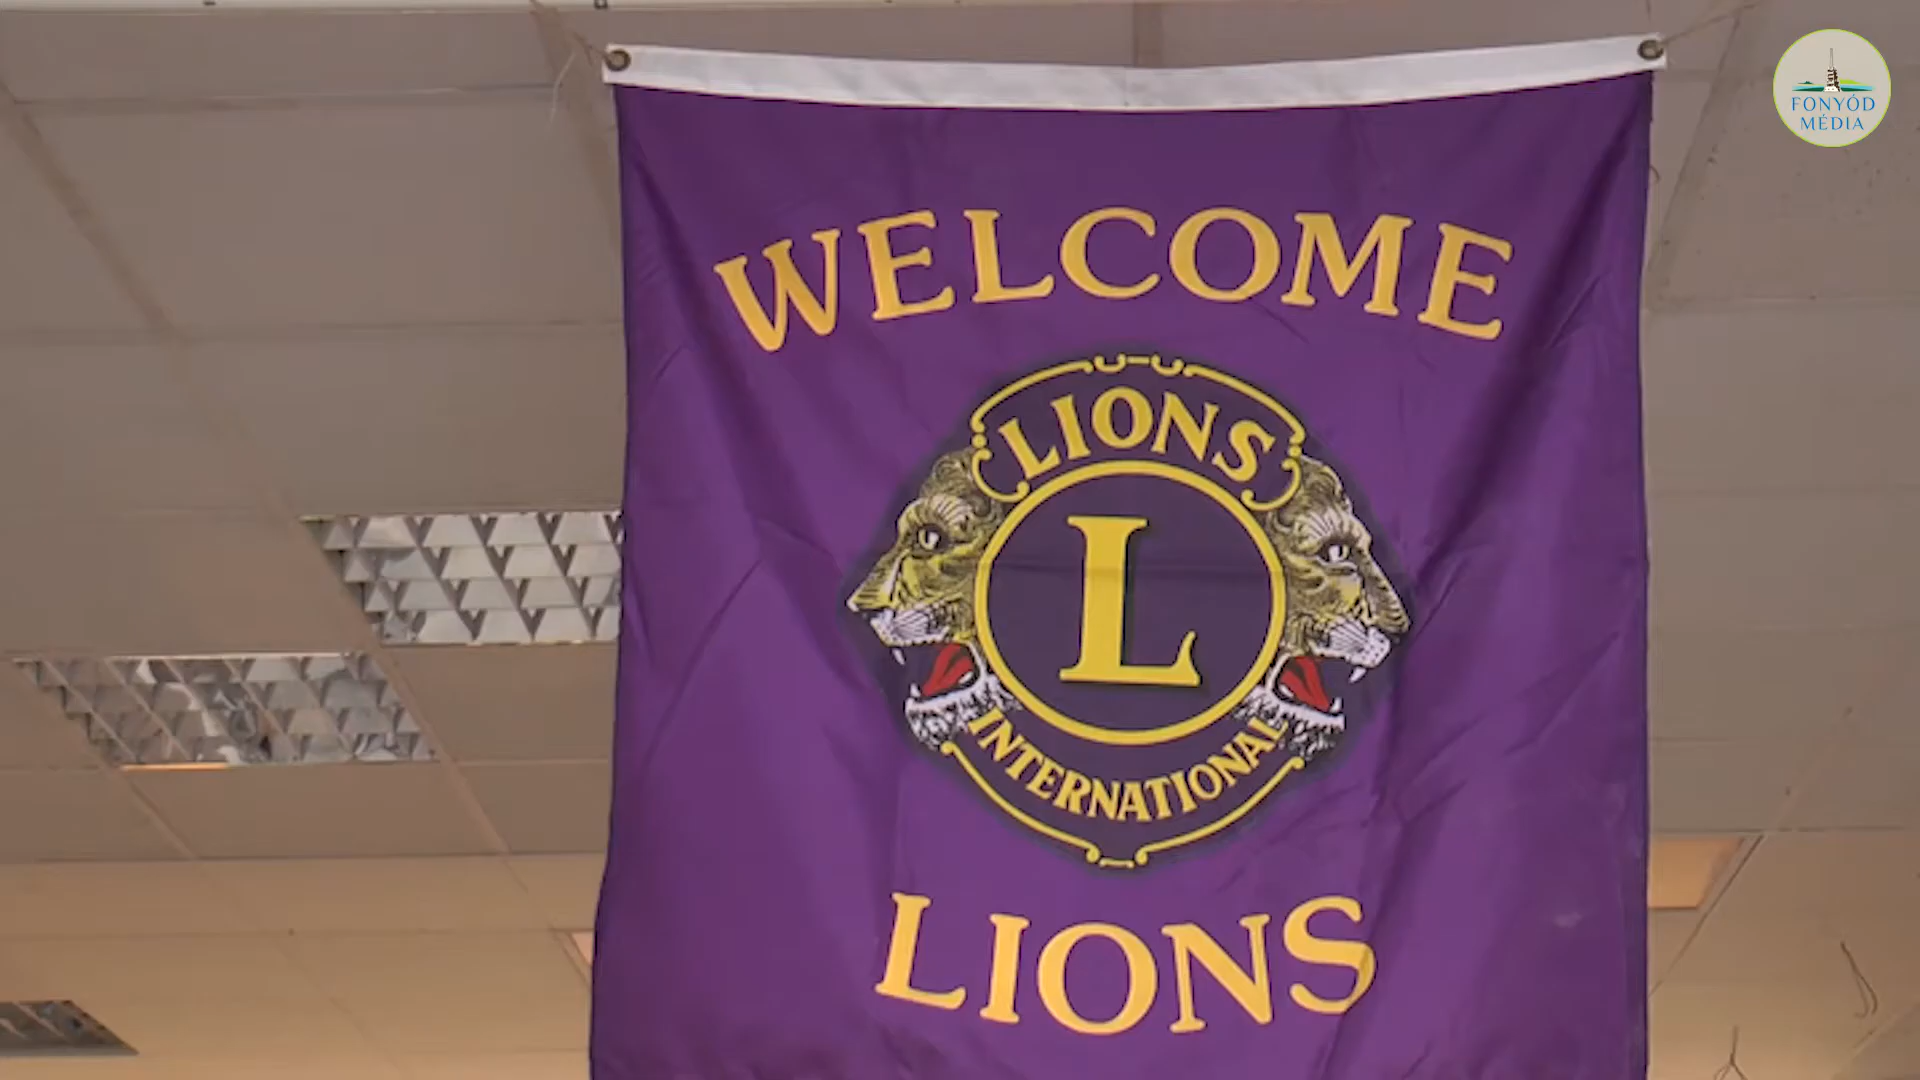 FONYÓD
MÉDIA
WELCOME
LIONS
L
INTERNATIONAL
LIONS